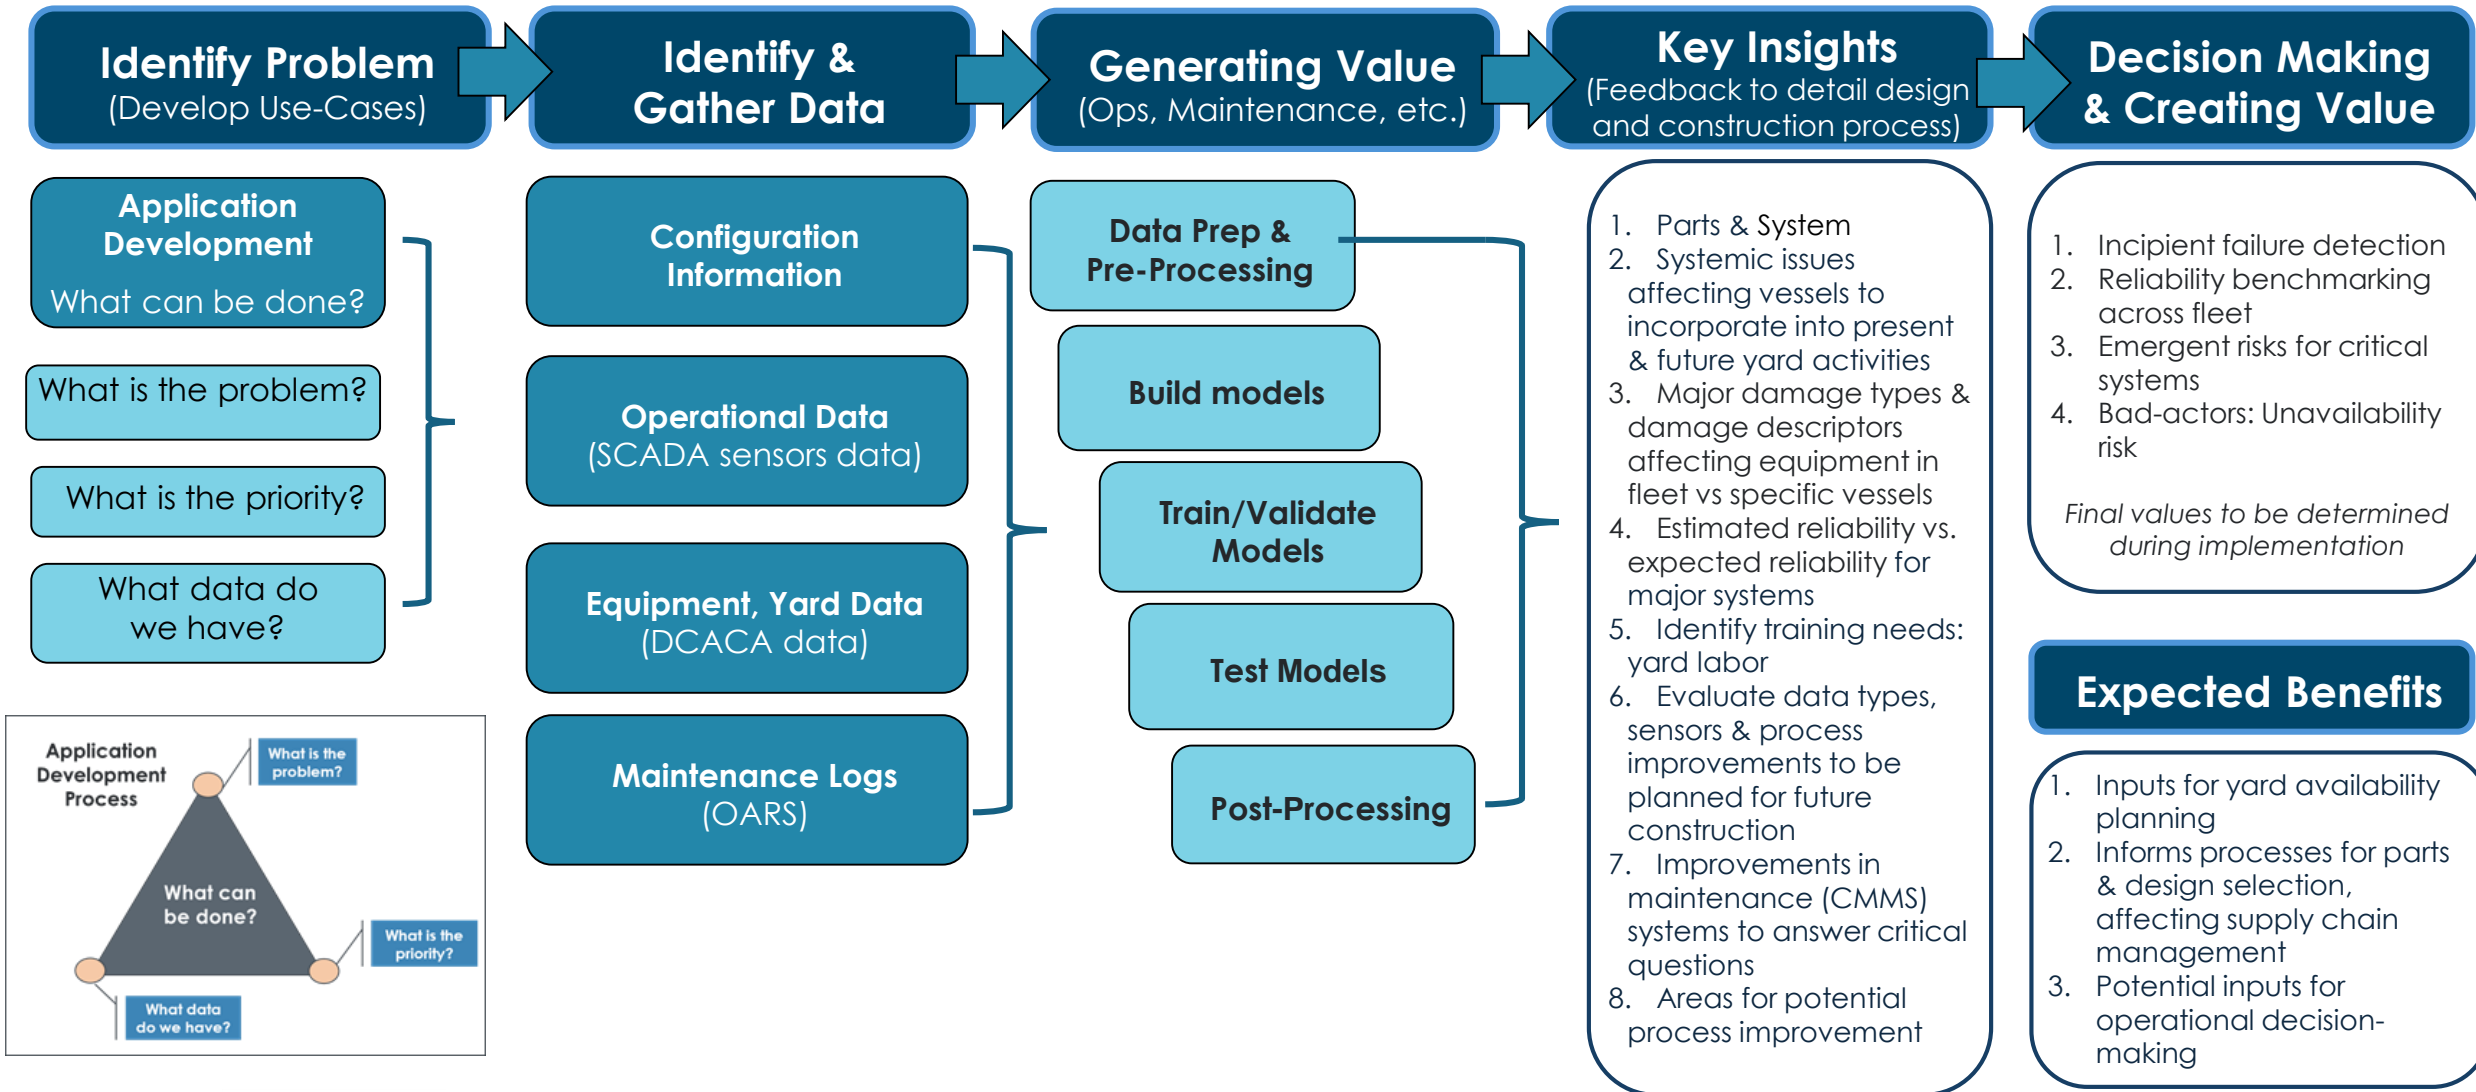 Identify Problem
(Develop Use-Cases)
Identify &
Gather Data
Generating Value
(Ops, Maintenance, etc.)
Key Insights
(Feedback to detail design
and construction process)
Decision Making
& Creating Value
Application
Development
What can be done?
What is the problem?
What is the priority?
What data do
we have?
Application
Development
Process
What is the
problem?
What can
be done?
What is the
priority?
What data
do we have?
Configuration
Information
Operational Data
(SCADA sensors data)
Equipment, Yard Data
(DCACA data)
Maintenance Logs
(OARS)
Data Prep &
Pre-Processing
Build models
Train/Validate
Models
Test Models
Post-Processing
1. Parts & System
2. Systemic issues
affecting vessels to
incorporate into present
& future yard activities
3. Major damage types &
damage descriptors
affecting equipment in
fleet vs specific vessels
4. Estimated reliability vs.
expected reliability for
major systems
5. Identify training needs:
yard labor
6. Evaluate data types,
sensors & process
improvements to be
planned for future
construction
7. Improvements in
maintenance (CMMS)
systems to answer critical
questions
8. Areas for potential
process improvement
1. Incipient failure detection
2. Reliability benchmarking
across fleet
3. Emergent risks for critical
systems
4. Bad-actors: Unavailability
risk
Final values to be determined
during implementation
Expected Benefits
1. Inputs for yard availability
planning
2. Informs processes for parts
& design selection,
affecting supply chain
management
3. Potential inputs for
operational decision-
making